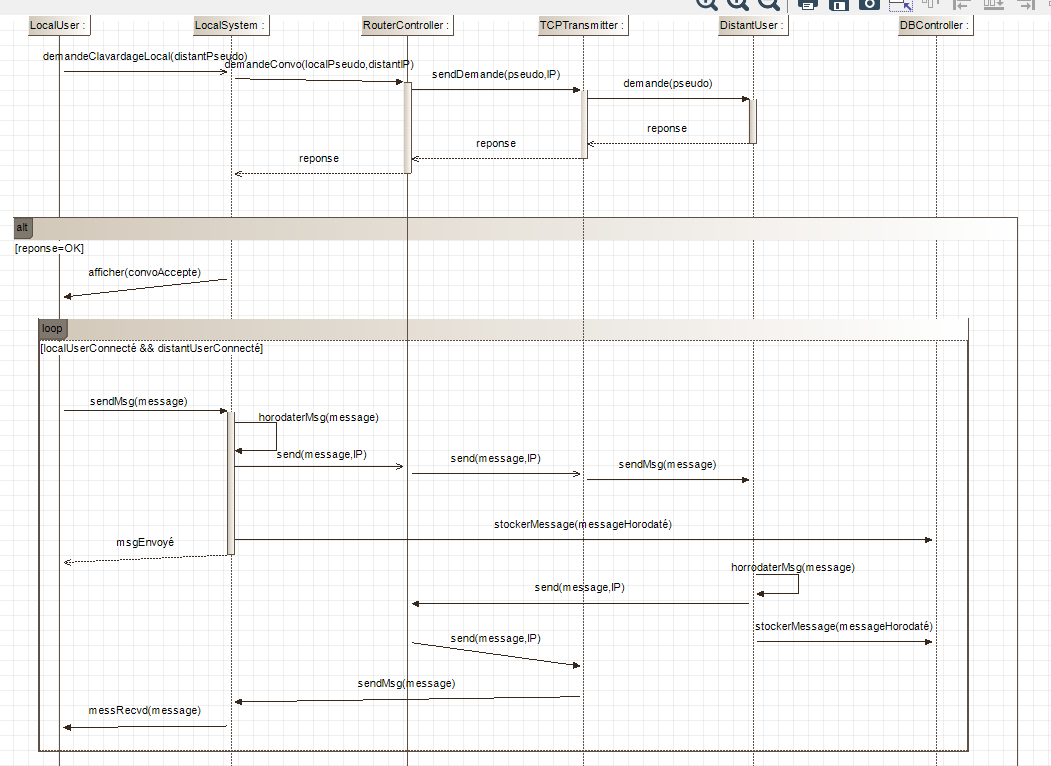 LocalUser :
LocalSystem :
RouterController :
TCPTransmitter :
DistantUser :
DBController :
demandeClavardageLocal(distantPseudo)
demandeConvo(localPseudo,distantIP)
sendDemande(pseudo,IP)
demande(pseudo)
reponse
reponse
reponse
alt
[reponse=OK]
afficher(convoAccepte)
loop
[localUserConnecté && distantUserConnecté]
sendMsg(message)
horodaterMsg(message)
send(message,IP)
send(message,IP)
sendMsg(message)
stockerMessage(messageHorodaté)
msgEnvoyé
horrodaterMsg(message)
send(message,IP)
stockerMessage(messageHorodaté)
send(message,IP)
sendMsg(message)
messRecvd(message)